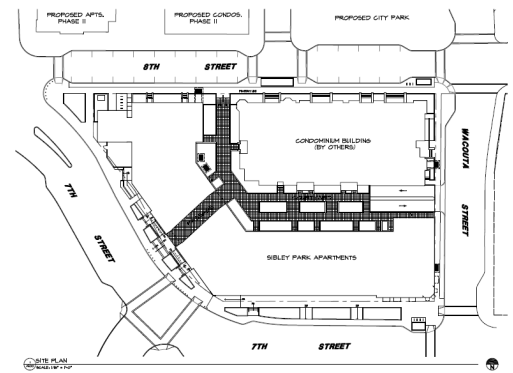 PROPOSED APTS.
PHASE II
PROPOSED CONDOS.
PHASE II
PROPOSED CITY PARK
8TH STREET
CONDOMINIUM BUILDING
(BY OTHERS)
WACOUTA STREET
7TH STREET
SIBLEY PARK APARTMENTS
7TH STREET
SITE PLAN
N